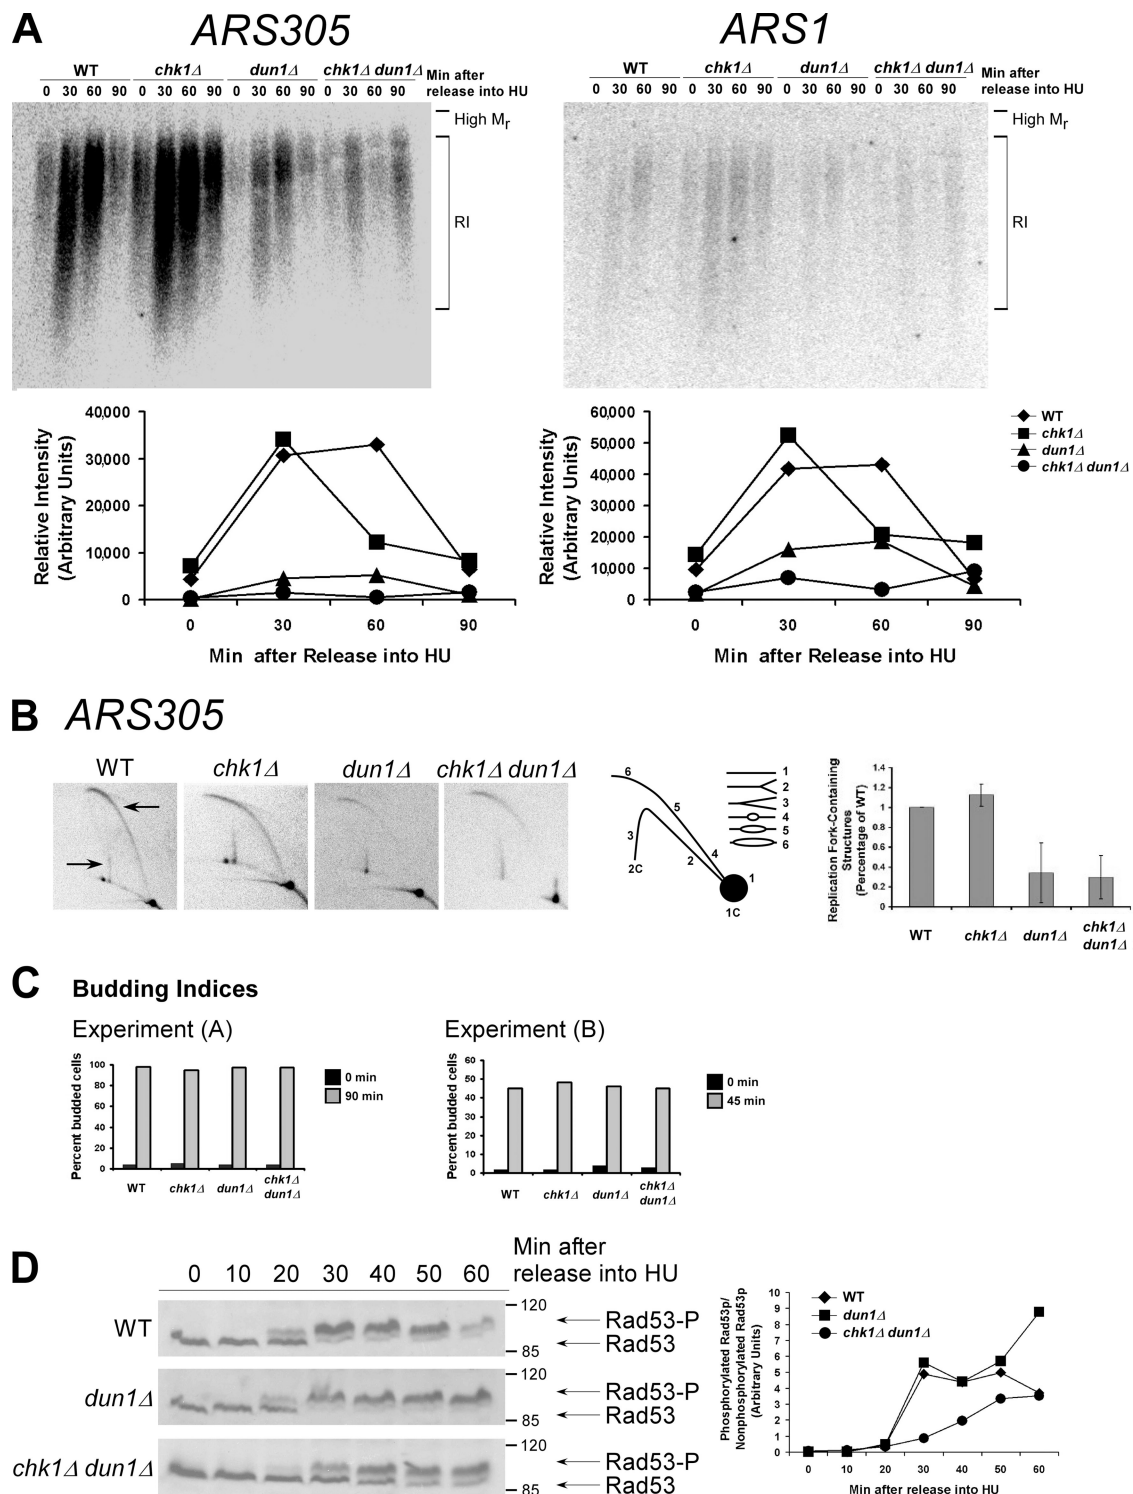 A
ARS305
ARS1
WT chk1Δ dun1Δ chk1Δ dun1Δ Min after
0 30 60 90 0 30 60 90 0 30 60 90 0 30 60 90 release into HU
High Mr
RI
WT chk1Δ dun1Δ chk1Δ dun1Δ Min after
0 30 60 90 0 30 60 90 0 30 60 90 0 30 60 90 release into HU
High Mr
RI
Relative Intensity
(Arbitrary Units)
40,000
30,000
20,000
10,000
0
0 30 60 90
Min after Release into HU
Relative Intensity
(Arbitrary Units)
60,000
50,000
40,000
30,000
20,000
10,000
0
0 30 60 90
Min after Release into HU
WT
chk1Δ
dun1Δ
chk1Δ dun1Δ
B
ARS305
WT chk1Δ dun1Δ chk1Δ dun1Δ
6
5
4
3
2
1
2C
1C
1
2
3
4
5
6
Replication Fork-Containing
Structures
(Percentage of WT)
1.4
1.2
1
0.8
0.6
0.4
0.2
0
WT chk1Δ dun1Δ chk1Δ
dun1Δ
C
Budding Indices
Experiment (A)
Percent budded cells
100
80
60
40
20
0
WT chk1Δ dun1Δ chk1Δ
dun1Δ
0 min
90 min
Experiment (B)
Percent budded cells
60
50
40
30
20
10
0
WT chk1Δ dun1Δ chk1Δ
dun1Δ
0 min
45 min
D
Min after
0 10 20 30 40 50 60 release into HU
WT
120
85
Rad53-P
Rad53
dun1Δ
120
85
Rad53-P
Rad53
chk1Δ dun1Δ
120
85
Rad53-P
Rad53
Phosphorylated Rad53p/
Nonphosphorylated Rad53p
(Arbitrary Units)
10
9
8
7
6
5
4
3
2
1
0
0 10 20 30 40 50 60
Min after release into HU
WT
dun1Δ
chk1Δ dun1Δ